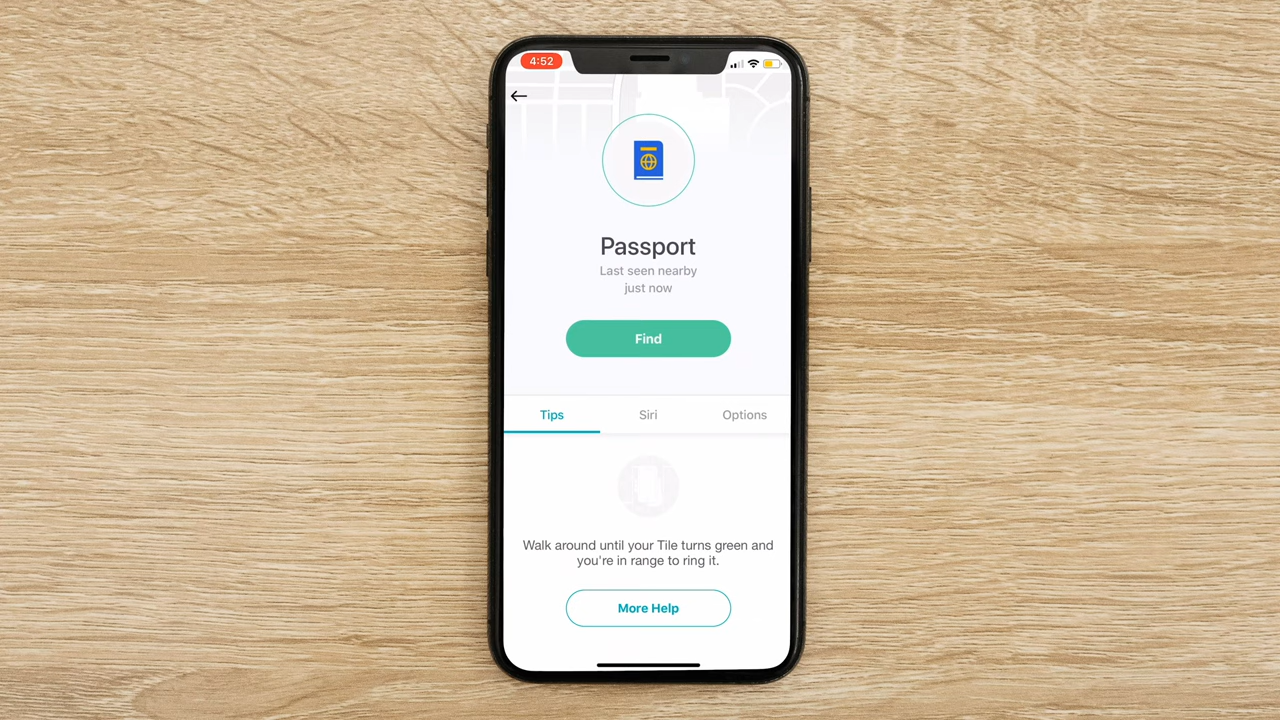 4:52
Passport
Last seen nearby
just now
Find
Tips Siri Options
Walk around until your Tile turns green and
you're in range to ring it.
More Help